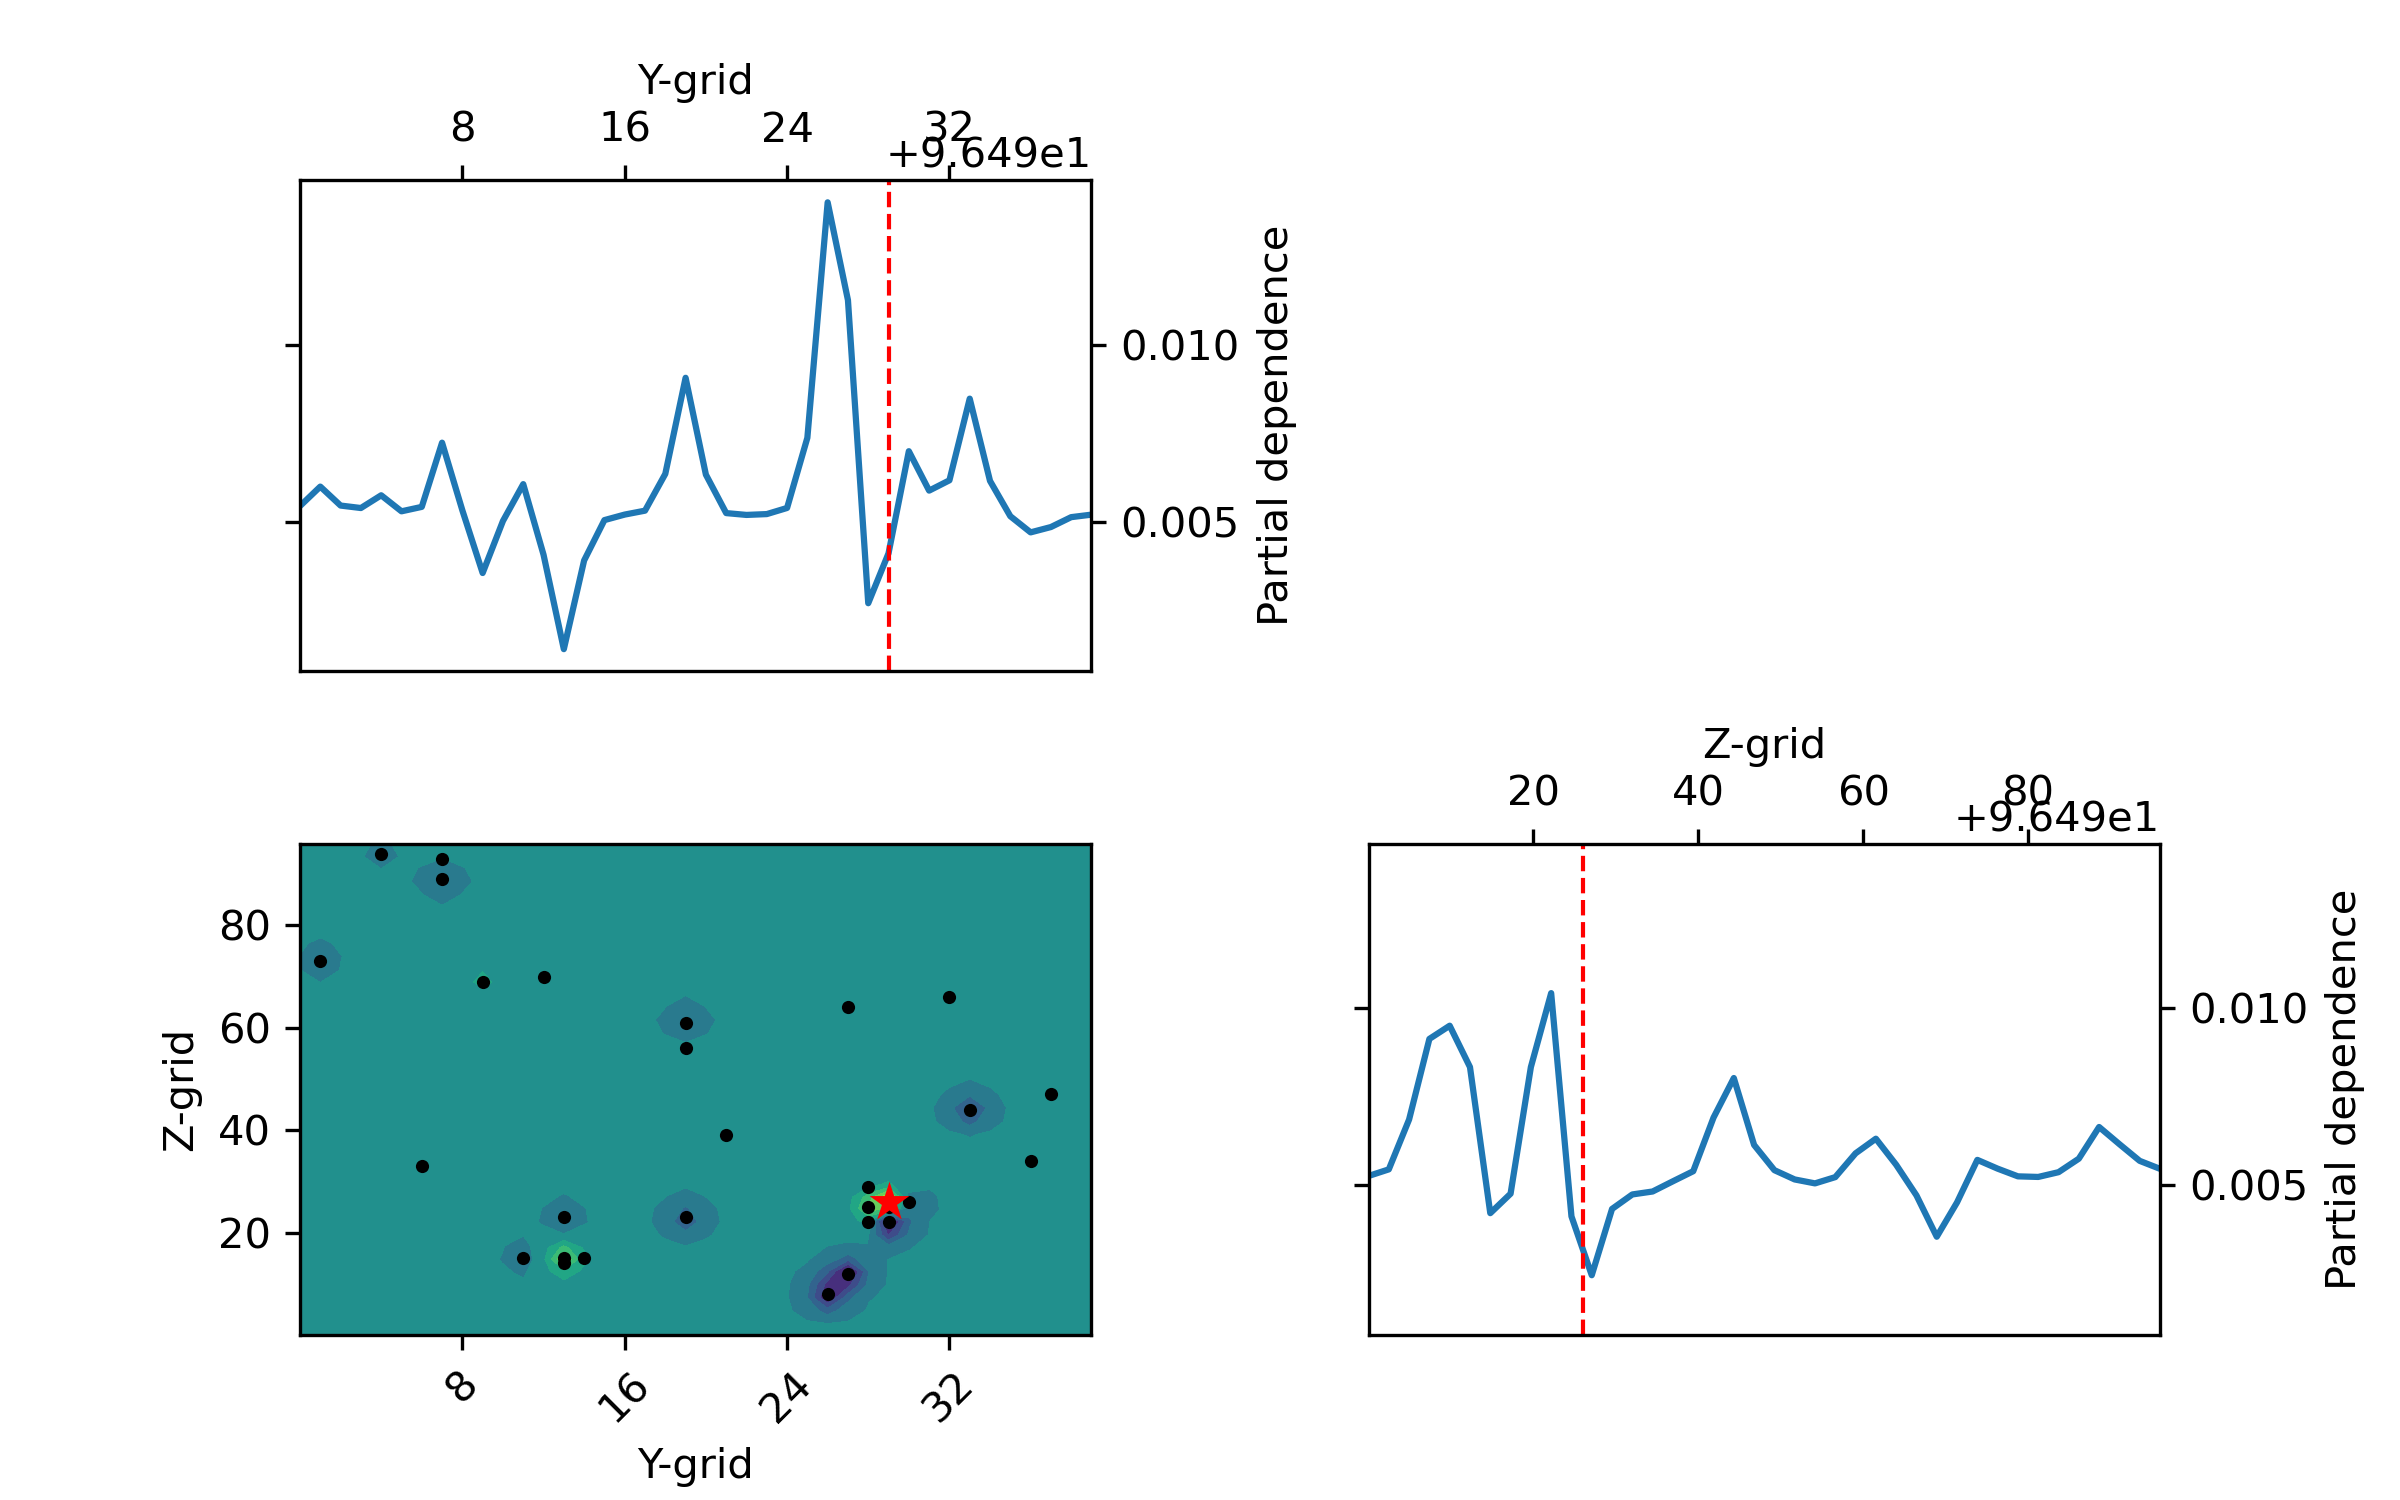 Y-grid
8 16 24 32
+9.649e1
0.010
0.005
Partial dependence
Z-grid
20 40 60 80
+9.649e1
80
60
40
20
Z-grid
8 16 24 32
Y-grid
0.010
0.005
Partial dependence